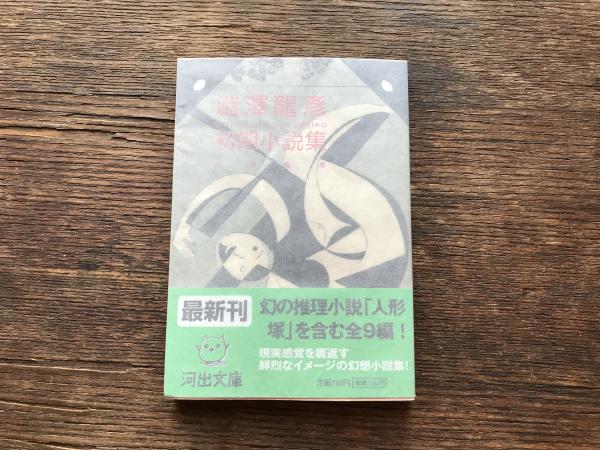 澁澤龍彦
初期小説集
最新刊
幻の推理小説「人形
塚」を含む全9編!
現実感覚を裏返す
鮮烈なイメージの幻想小説集!
河出文庫